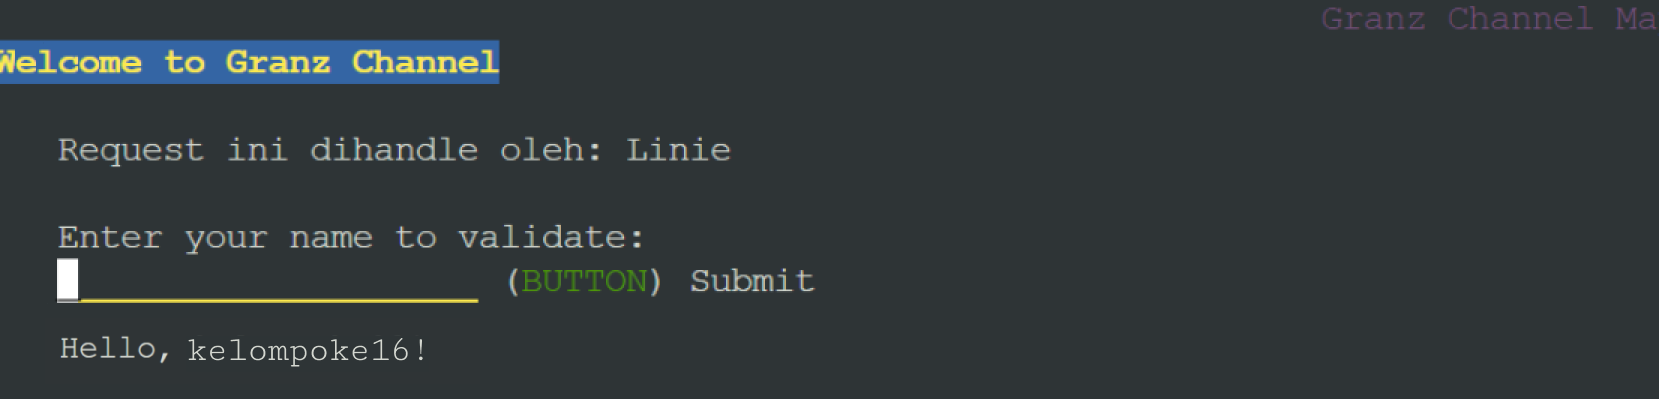 Granz Channel Ma
Welcome to Granz Channel
Request ini dihandle oleh: Linie
Enter your name to validate:
(BUTTON) Submit
Hello, kelompoke16!